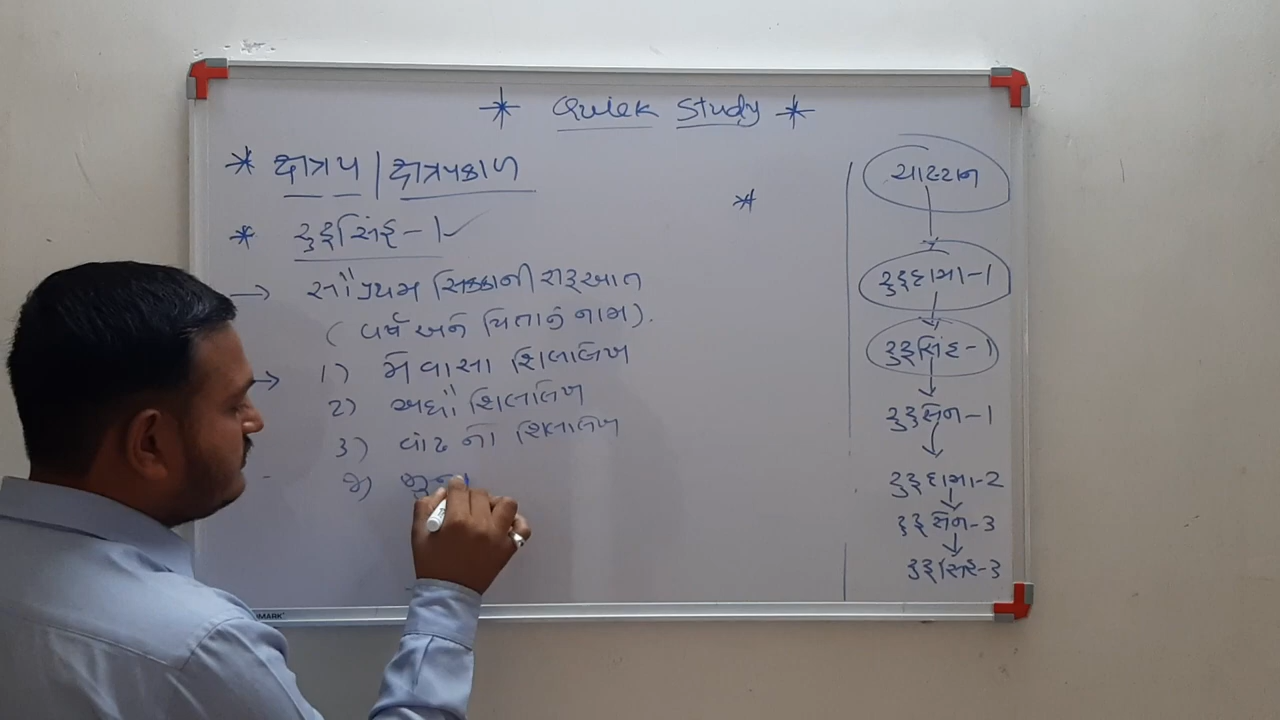 * Quick Study *
* ક્ષત્રપ | ક્ષત્રપકાળ
* રુદ્રસિંહ - 1 ✓
→ સૌપ્રથમ સિક્કાની શરૂઆત
( વર્ષ અને પિતાનું નામ ).
→ 1) મેવાસા શિલાલેખ
2) અંધૌ શિલાલેખ
3) વાંઢ નો શિલાલેખ
૪) જુના
*
ચાષ્ટન
↓
રુદ્રદામા-1
↓
રુદ્રસિંહ-1
↓
રુદ્રસેન-1
↓
રુદ્રદામા-2
↓
રુદ્રસેન-3
↓
રુદ્રસિંહ-3